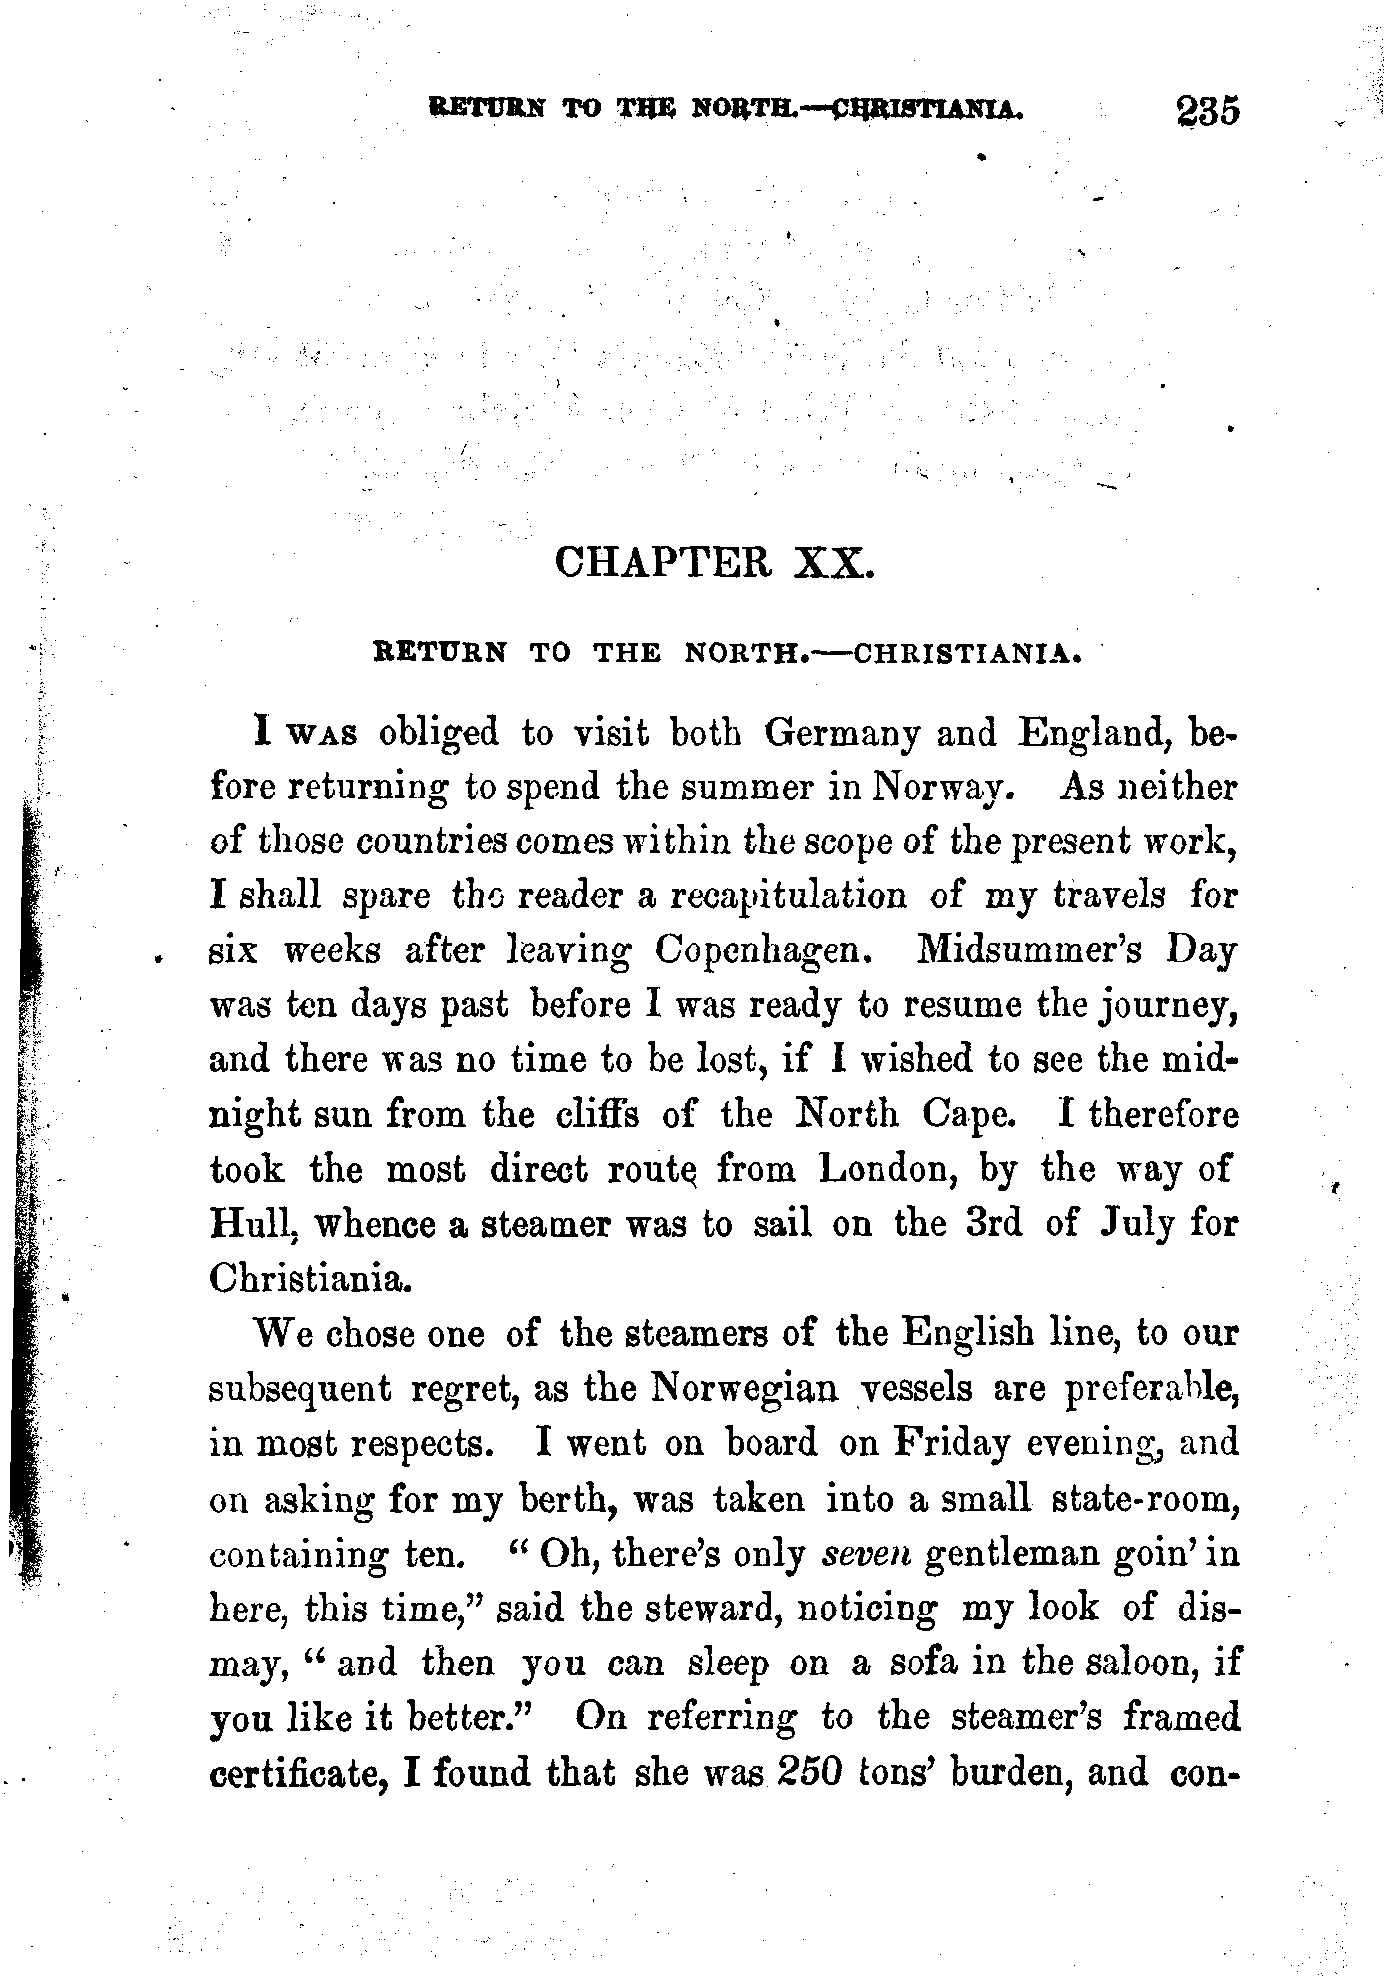 RETURN TO THE NORTH.—CHRISTIANIA. 235
CHAPTER XX.
RETURN TO THE NORTH.—CHRISTIANIA.
I WAS obliged to visit both Germany and England, be-
fore returning to spend the summer in Norway. As neither
of those countries comes within the scope of the present work,
I shall spare the reader a recapitulation of my travels for
six weeks after leaving Copenhagen. Midsummer's Day
was ten days past before I was ready to resume the journey,
and there was no time to be lost, if I wished to see the mid-
night sun from the cliffs of the North Cape. I therefore
took the most direct route from London, by the way of
Hull, whence a steamer was to sail on the 3rd of July for
Christiania.
We chose one of the steamers of the English line, to our
subsequent regret, as the Norwegian vessels are preferable,
in most respects. I went on board on Friday evening, and
on asking for my berth, was taken into a small state-room,
containing ten. “Oh, there's only seven gentleman goin' in
here, this time,” said the steward, noticing my look of dis-
may, “and then you can sleep on a sofa in the saloon, if
you like it better.” On referring to the steamer's framed
certificate, I found that she was 250 tons' burden, and con-